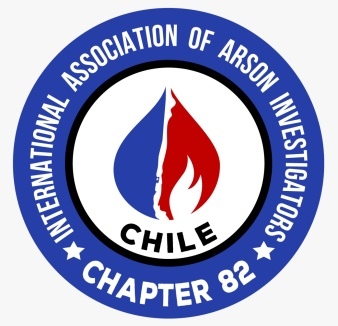 INTERNATIONAL ASSOCIATION OF ARSON INVESTIGATORS
CHILE
CHAPTER 82